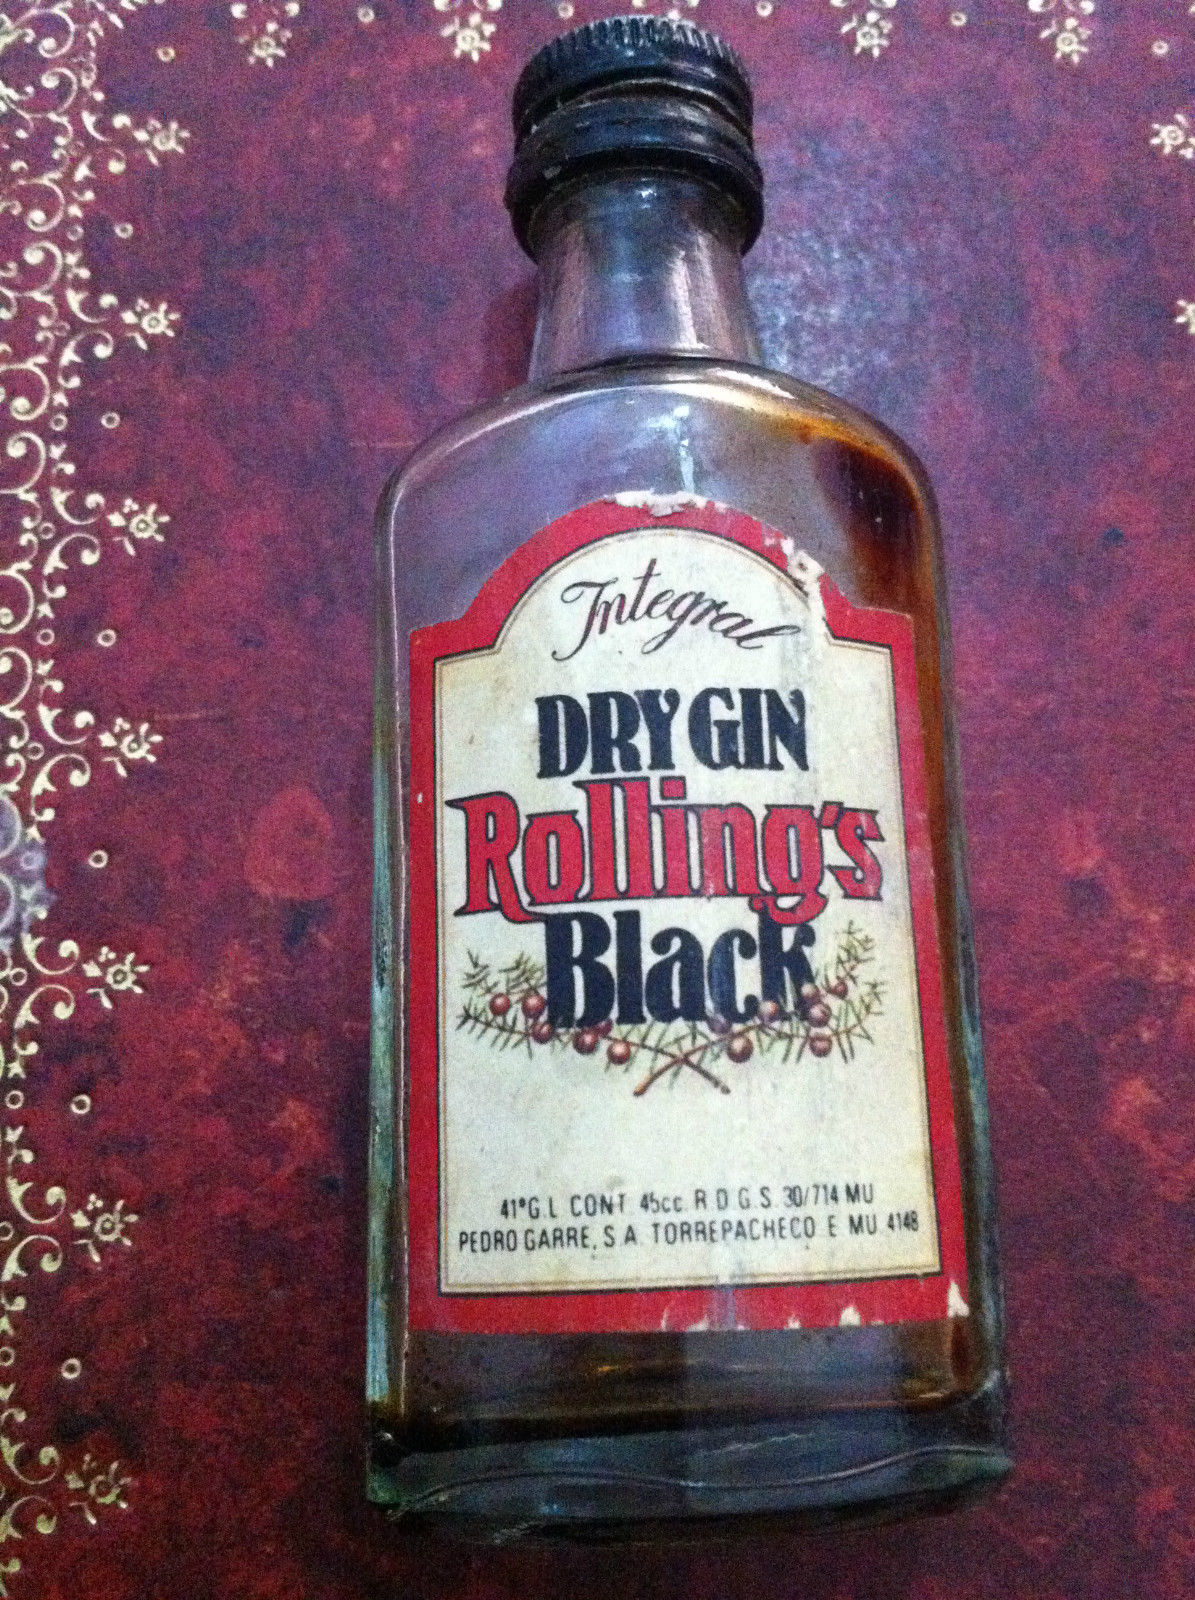 Integral
DRY GIN
Rolling's
Black
41° G.L CONT. 45cc. R.D.G.S. 30/714 MU
PEDRO GARRE, S.A. TORREPACHECO E. MU. 4148